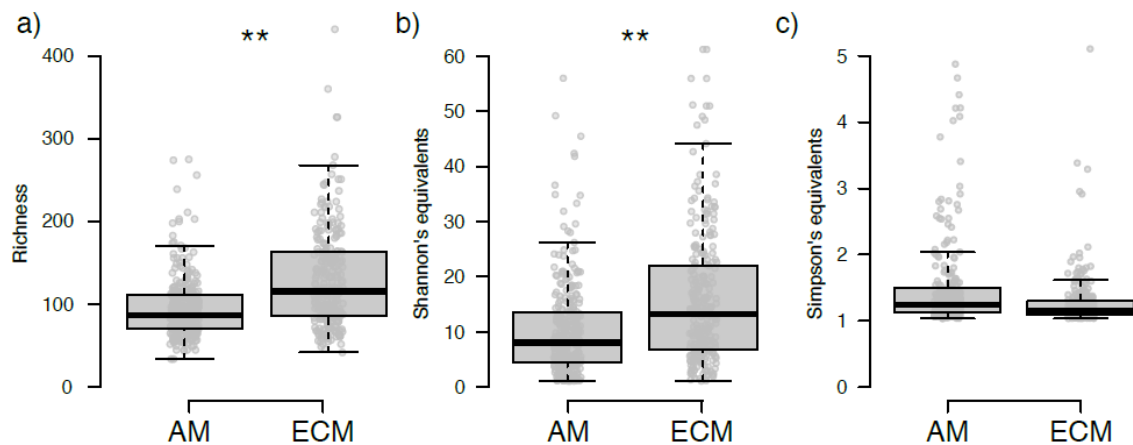 a)
**
Richness
400
300
200
100
0
AM
ECM
b)
**
Shannon's equivalents
60
50
40
30
20
10
0
AM
ECM
c)
Simpson's equivalents
5
4
3
2
1
0
AM
ECM